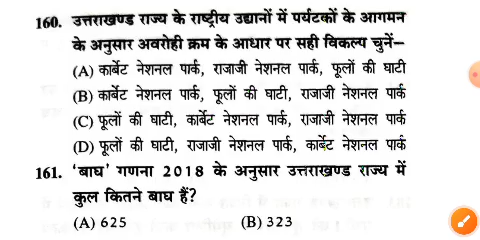 160. उत्तराखण्ड राज्य के राष्ट्रीय उद्यानों में पर्यटकों के आगमन
के अनुसार अवरोही क्रम के आधार पर सही विकल्प चुनें–
(A) कार्बेट नेशनल पार्क, राजाजी नेशनल पार्क, फूलों की घाटी
(B) कार्बेट नेशनल पार्क, फूलों की घाटी, राजाजी नेशनल पार्क
(C) फूलों की घाटी, कार्बेट नेशनल पार्क, राजाजी नेशनल पार्क
(D) फूलों की घाटी, राजाजी नेशनल पार्क, कार्बेट नेशनल पार्क
161. 'बाघ' गणना 2018 के अनुसार उत्तराखण्ड राज्य में
कुल कितने बाघ हैं?
(A) 625 (B) 323